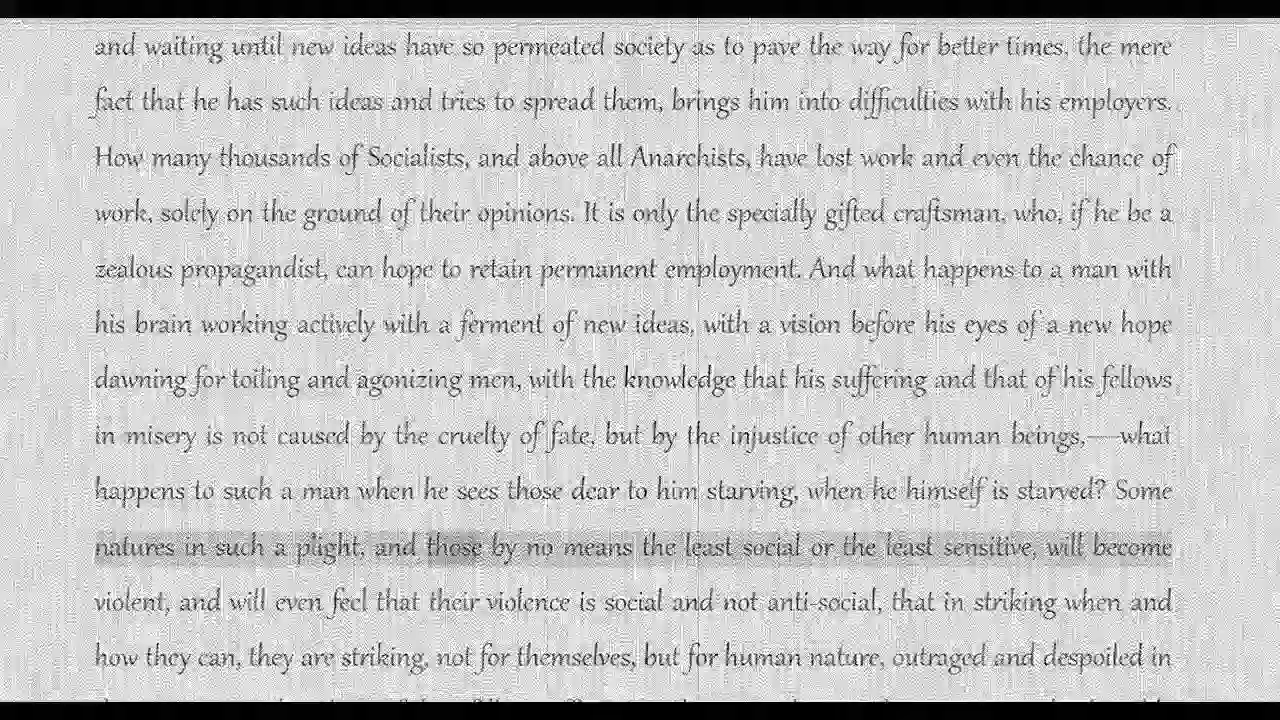 and waiting until new ideas have so permeated society as to pave the way for better times, the mere
fact that he has such ideas and tries to spread them, brings him into difficulties with his employers.
How many thousands of Socialists, and above all Anarchists, have lost work and even the chance of
work, solely on the ground of their opinions. It is only the specially gifted craftsman, who, if he be a
zealous propagandist, can hope to retain permanent employment. And what happens to a man with
his brain working actively with a ferment of new ideas, with a vision before his eyes of a new hope
dawning for toiling and agonizing men, with the knowledge that his suffering and that of his fellows
in misery is not caused by the cruelty of fate, but by the injustice of other human beings,—what
happens to such a man when he sees those dear to him starving, when he himself is starved? Some
natures in such a plight, and those by no means the least social or the least sensitive, will become
violent, and will even feel that their violence is social and not anti-social, that in striking when and
how they can, they are striking, not for themselves, but for human nature, outraged and despoiled in